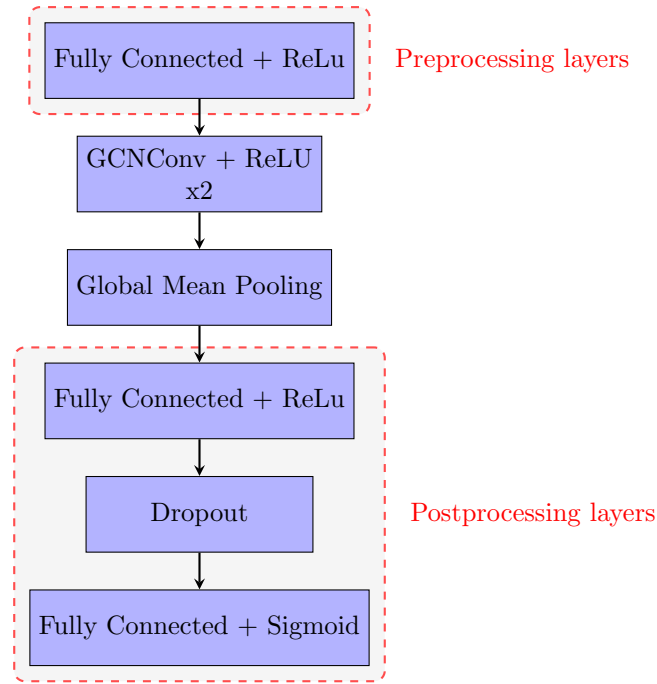 Fully Connected + ReLu
Preprocessing layers
GCNConv + ReLU
x2
Global Mean Pooling
Fully Connected + ReLu
Dropout
Postprocessing layers
Fully Connected + Sigmoid